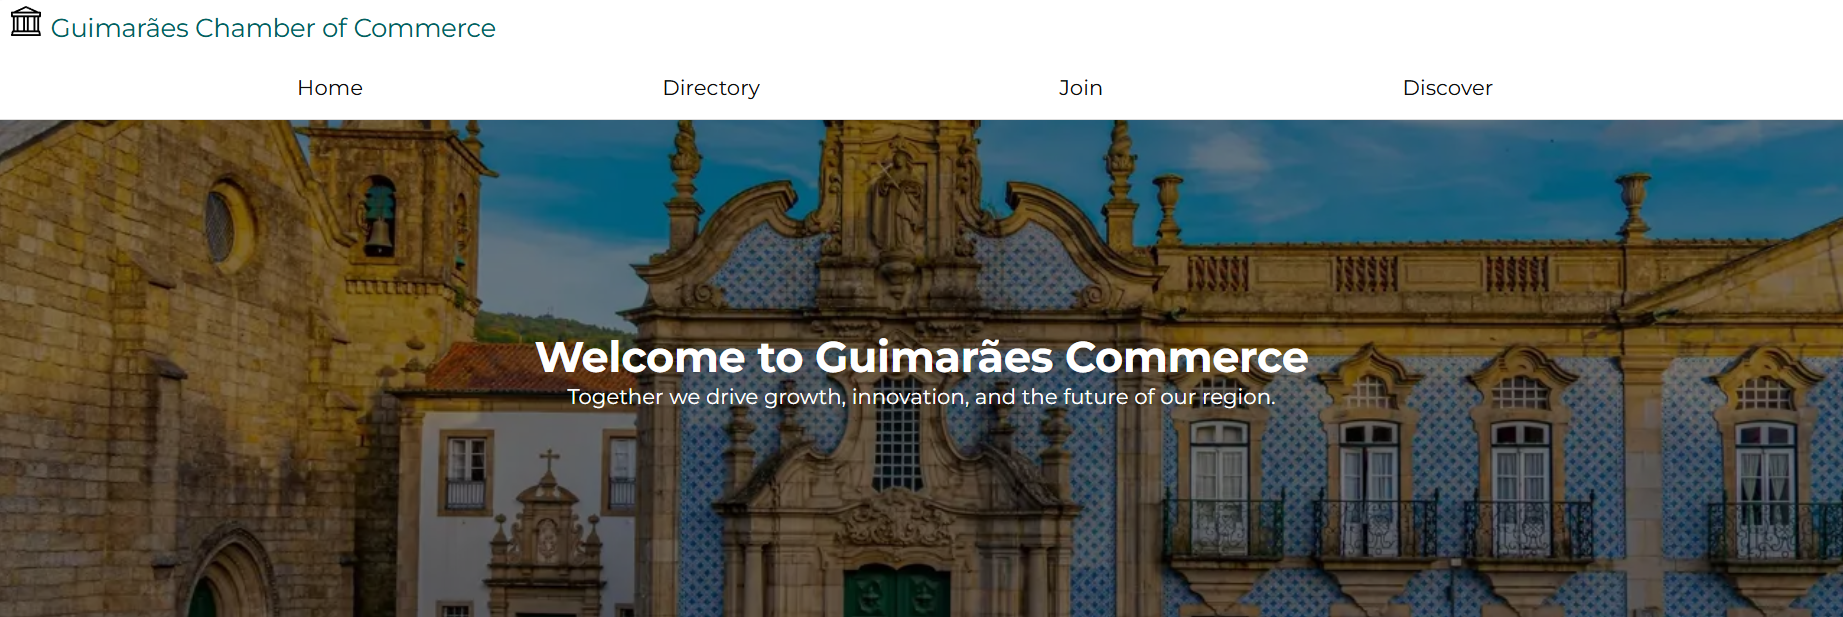 Guimarães Chamber of Commerce
Home Directory Join Discover
Welcome to Guimarães Commerce
Together we drive growth, innovation, and the future of our region.